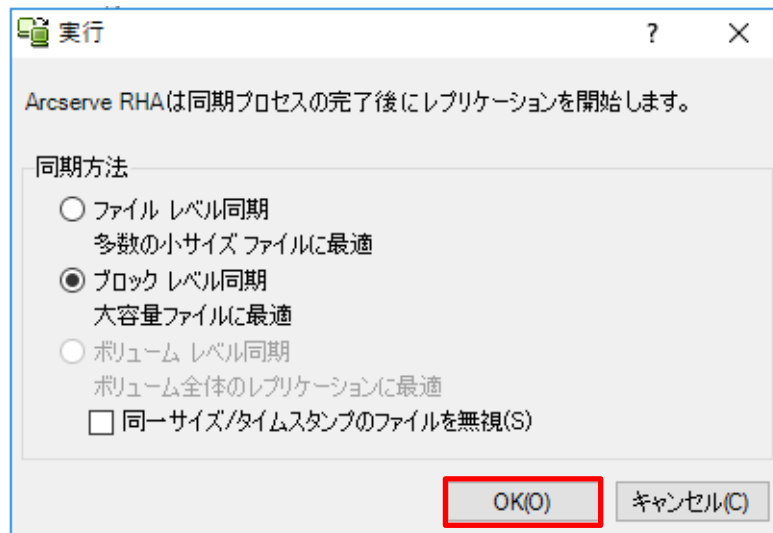 実行
?
Arcserve RHAは同期プロセスの完了後にレプリケーションを開始します。
同期方法
ファイル レベル同期
多数の小サイズ ファイルに最適
ブロック レベル同期
大容量ファイルに最適
ボリューム レベル同期
ボリューム全体のレプリケーションに最適
同一サイズ/タイムスタンプのファイルを無視(S)
OK(O)
キャンセル(C)